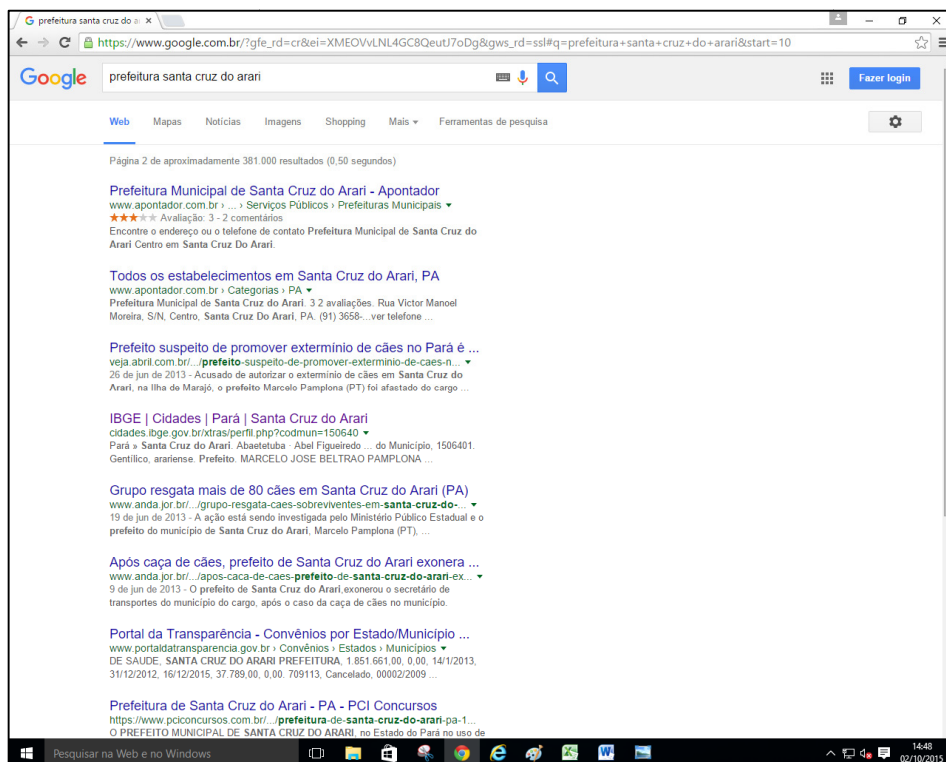 prefeitura santa cruz do a
https://www.google.com.br/?gfe_rd=cr&ei=XMEOVvLNL4GC8QeutJ7oDg&gws_rd=ssl#q=prefeitura+santa+cruz+do+arari&start=10
Google prefeitura santa cruz do arari Fazer login
Web Mapas Notícias Imagens Shopping Mais Ferramentas de pesquisa
Página 2 de aproximadamente 381.000 resultados (0,50 segundos)
Prefeitura Municipal de Santa Cruz do Arari - Apontador
www.apontador.com.br › ... › Serviços Públicos › Prefeituras Municipais
Avaliação: 3 - 2 comentários
Encontre o endereço ou o telefone de contato Prefeitura Municipal de Santa Cruz do
Arari Centro em Santa Cruz Do Arari.
Todos os estabelecimentos em Santa Cruz do Arari, PA
www.apontador.com.br › Categorias › PA
Prefeitura Municipal de Santa Cruz do Arari. 3 2 avaliações. Rua Victor Manoel
Moreira, S/N, Centro, Santa Cruz Do Arari, PA. (91) 3658-...ver telefone ...
Prefeito suspeito de promover extermínio de cães no Pará é ...
veja.abril.com.br/.../prefeito-suspeito-de-promover-exterminio-de-caes-n...
26 de jun de 2013 - Acusado de autorizar o extermínio de cães em Santa Cruz do
Arari, na Ilha de Marajó, o prefeito Marcelo Pamplona (PT) foi afastado do cargo ...
IBGE | Cidades | Pará | Santa Cruz do Arari
cidades.ibge.gov.br/xtras/perfil.php?codmun=150640
Pará » Santa Cruz do Arari. Abaetetuba · Abel Figueiredo ... do Município, 1506401.
Gentílico, arariense. Prefeito. MARCELO JOSE BELTRAO PAMPLONA ...
Grupo resgata mais de 80 cães em Santa Cruz do Arari (PA)
www.anda.jor.br/.../grupo-resgata-caes-sobreviventes-em-santa-cruz-do-...
19 de jun de 2013 - A ação está sendo investigada pelo Ministério Público Estadual e o
prefeito do município de Santa Cruz do Arari, Marcelo Pamplona (PT), ...
Após caça de cães, prefeito de Santa Cruz do Arari exonera ...
www.anda.jor.br/.../apos-caca-de-caes-prefeito-de-santa-cruz-do-arari-ex...
9 de jun de 2013 - O prefeito de Santa Cruz do Arari,exonerou o secretário de
transportes do município do cargo, após o caso da caça de cães no município.
Portal da Transparência - Convênios por Estado/Município ...
www.portaldatransparencia.gov.br › Convênios › Estados › Municípios
DE SAUDE, SANTA CRUZ DO ARARI PREFEITURA, 1.851.661,00, 0,00, 14/1/2013,
31/12/2012, 16/12/2015, 37.789,00, 0,00. 709113, Cancelado, 00002/2009 ...
Prefeitura de Santa Cruz do Arari - PA - PCI Concursos
https://www.pciconcursos.com.br/.../prefeitura-de-santa-cruz-do-arari-pa-1...
O PREFEITO MUNICIPAL DE SANTA CRUZ DO ARARI, no Estado do Pará no uso de
Pesquisar na Web e no Windows
14:48
02/10/2015